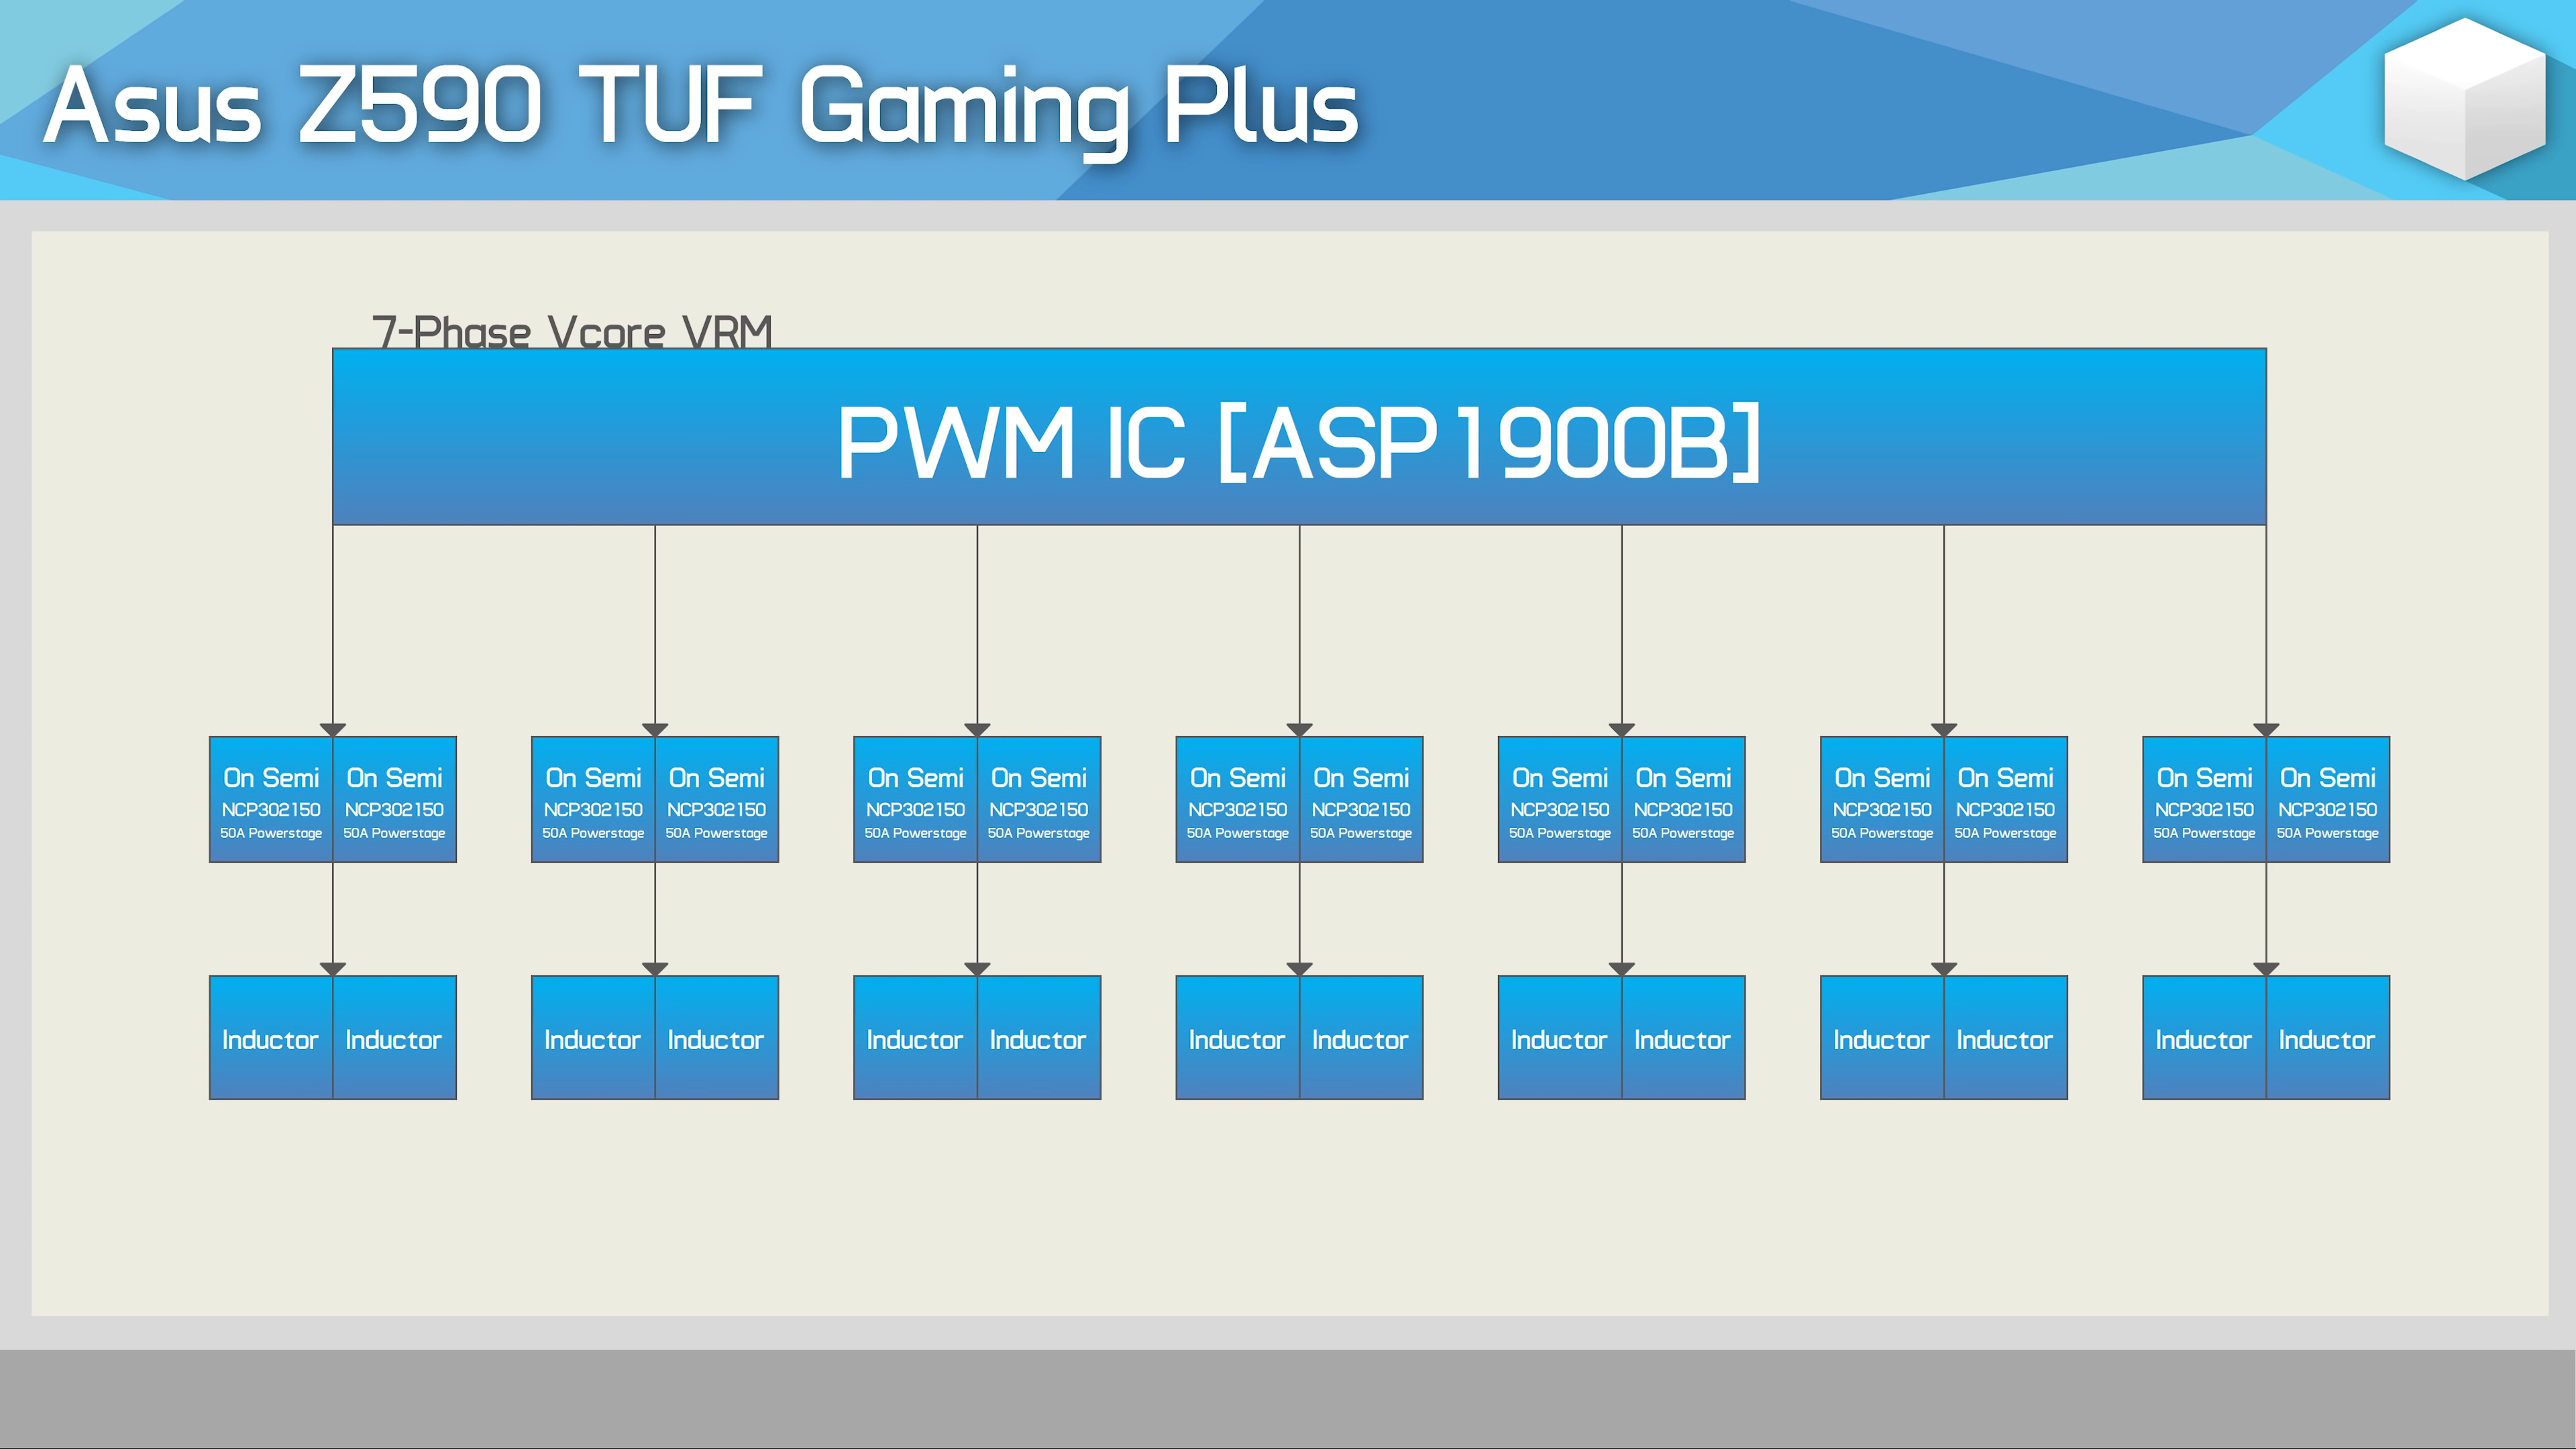 Asus Z590 TUF Gaming Plus
7-Phase Vcore VRM
PWM IC [ASP1900B]
On Semi On Semi On Semi On Semi On Semi On Semi On Semi On Semi On Semi On Semi On Semi On Semi On Semi On Semi
NCP302150 NCP302150 NCP302150 NCP302150 NCP302150 NCP302150 NCP302150 NCP302150 NCP302150 NCP302150 NCP302150 NCP302150 NCP302150 NCP302150
50A Powerstage 50A Powerstage 50A Powerstage 50A Powerstage 50A Powerstage 50A Powerstage 50A Powerstage 50A Powerstage 50A Powerstage 50A Powerstage 50A Powerstage 50A Powerstage 50A Powerstage 50A Powerstage
Inductor Inductor Inductor Inductor Inductor Inductor Inductor Inductor Inductor Inductor Inductor Inductor Inductor Inductor